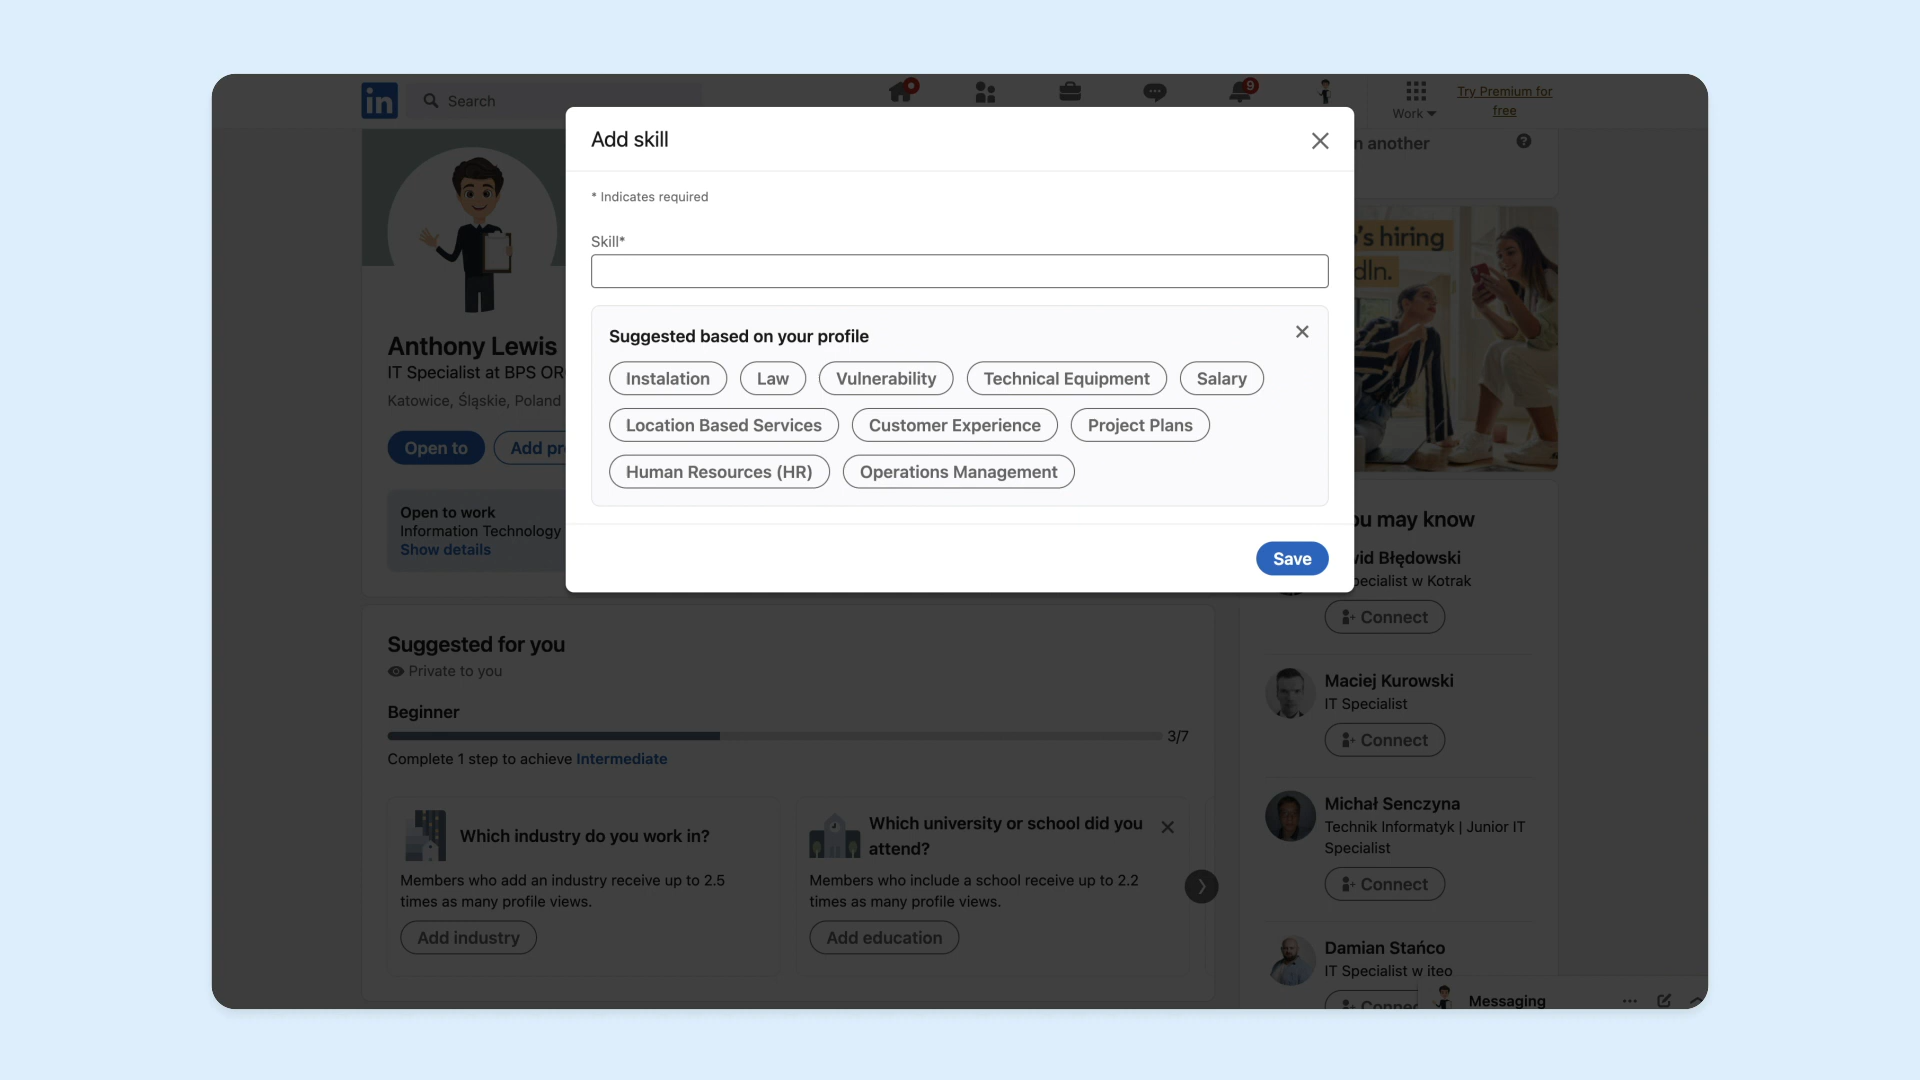 in
Search
9
Work
Try Premium for
free
Add skill
* Indicates required
Skill*
Suggested based on your profile
Instalation
Law
Vulnerability
Technical Equipment
Salary
Location Based Services
Customer Experience
Project Plans
Human Resources (HR)
Operations Management
Save
Anthony Lewis
IT Specialist at BPS
Katowice, Śląskie, Poland
Open to
Add
Open to work
Information Technology
Show details
Suggested for you
Private to you
Beginner
3/7
Complete 1 step to achieve Intermediate
Which industry do you work in?
Members who add an industry receive up to 2.5
times as many profile views.
Add industry
Which university or school did you
attend?
Members who include a school receive up to 2.2
times as many profile views.
Add education
another
's hiring
may know
Błędowski
w Kotrak
Connect
Maciej Kurowski
IT Specialist
Connect
Michał Senczyna
Technik Informatyk | Junior IT
Specialist
Connect
Damian Stańco
IT Specialist w iteo
Messaging